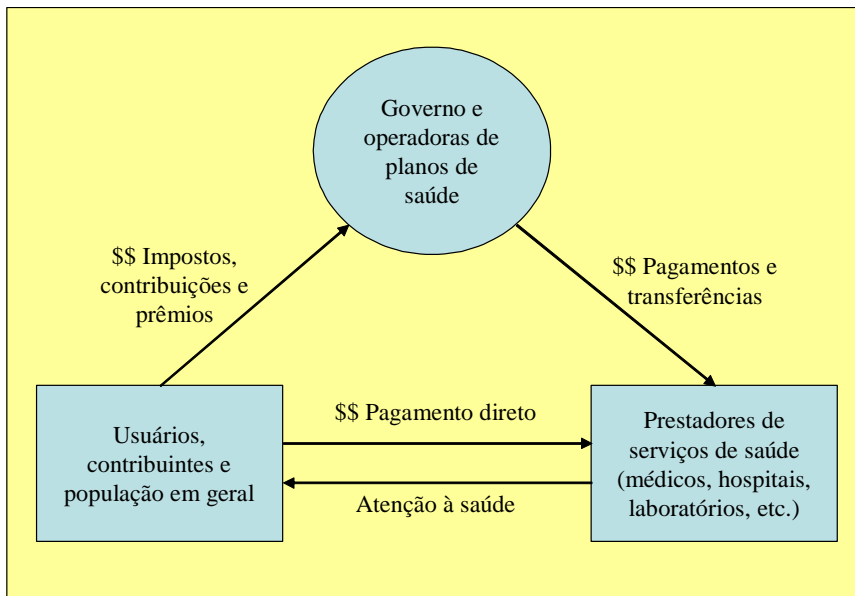 Governo e
operadoras de
planos de
saúde
$$ Impostos,
contribuições e
prêmios
$$ Pagamentos e
transferências
Usuários,
contribuintes e
população em geral
$$ Pagamento direto
Atenção à saúde
Prestadores de
serviços de saúde
(médicos, hospitais,
laboratórios, etc.)